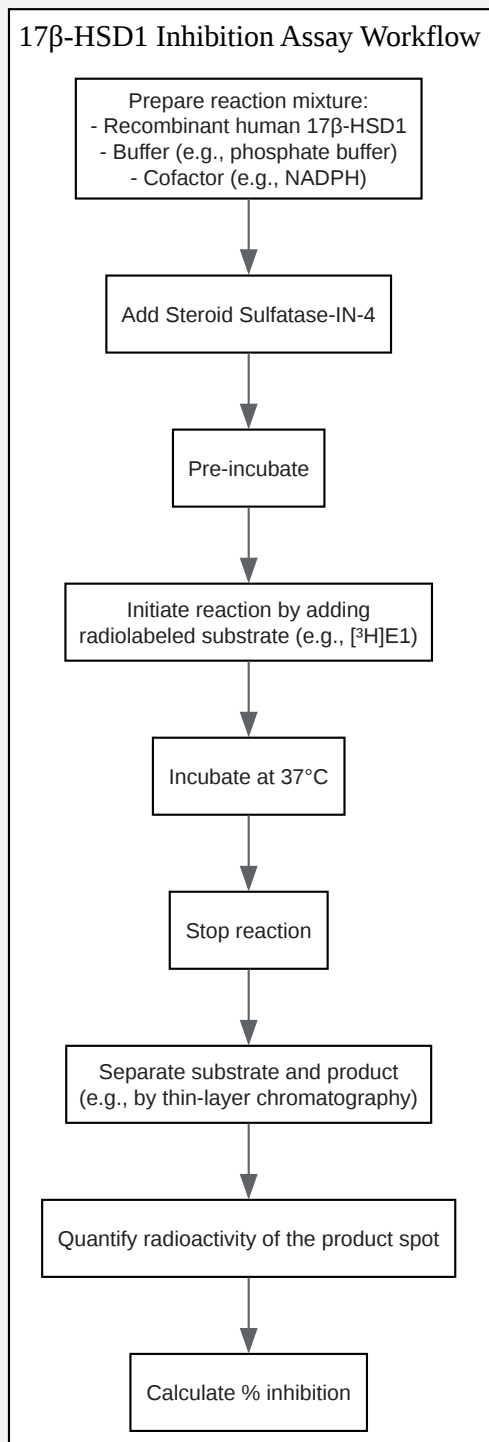 17β-HSD1 Inhibition Assay Workflow
Prepare reaction mixture:
- Recombinant human 17β-HSD1
- Buffer (e.g., phosphate buffer)
- Cofactor (e.g., NADPH)
Add Steroid Sulfatase-IN-4
Pre-incubate
Initiate reaction by adding
radiolabeled substrate (e.g., [³H]E1)
Incubate at 37°C
Stop reaction
Separate substrate and product
(e.g., by thin-layer chromatography)
Quantify radioactivity of the product spot
Calculate % inhibition